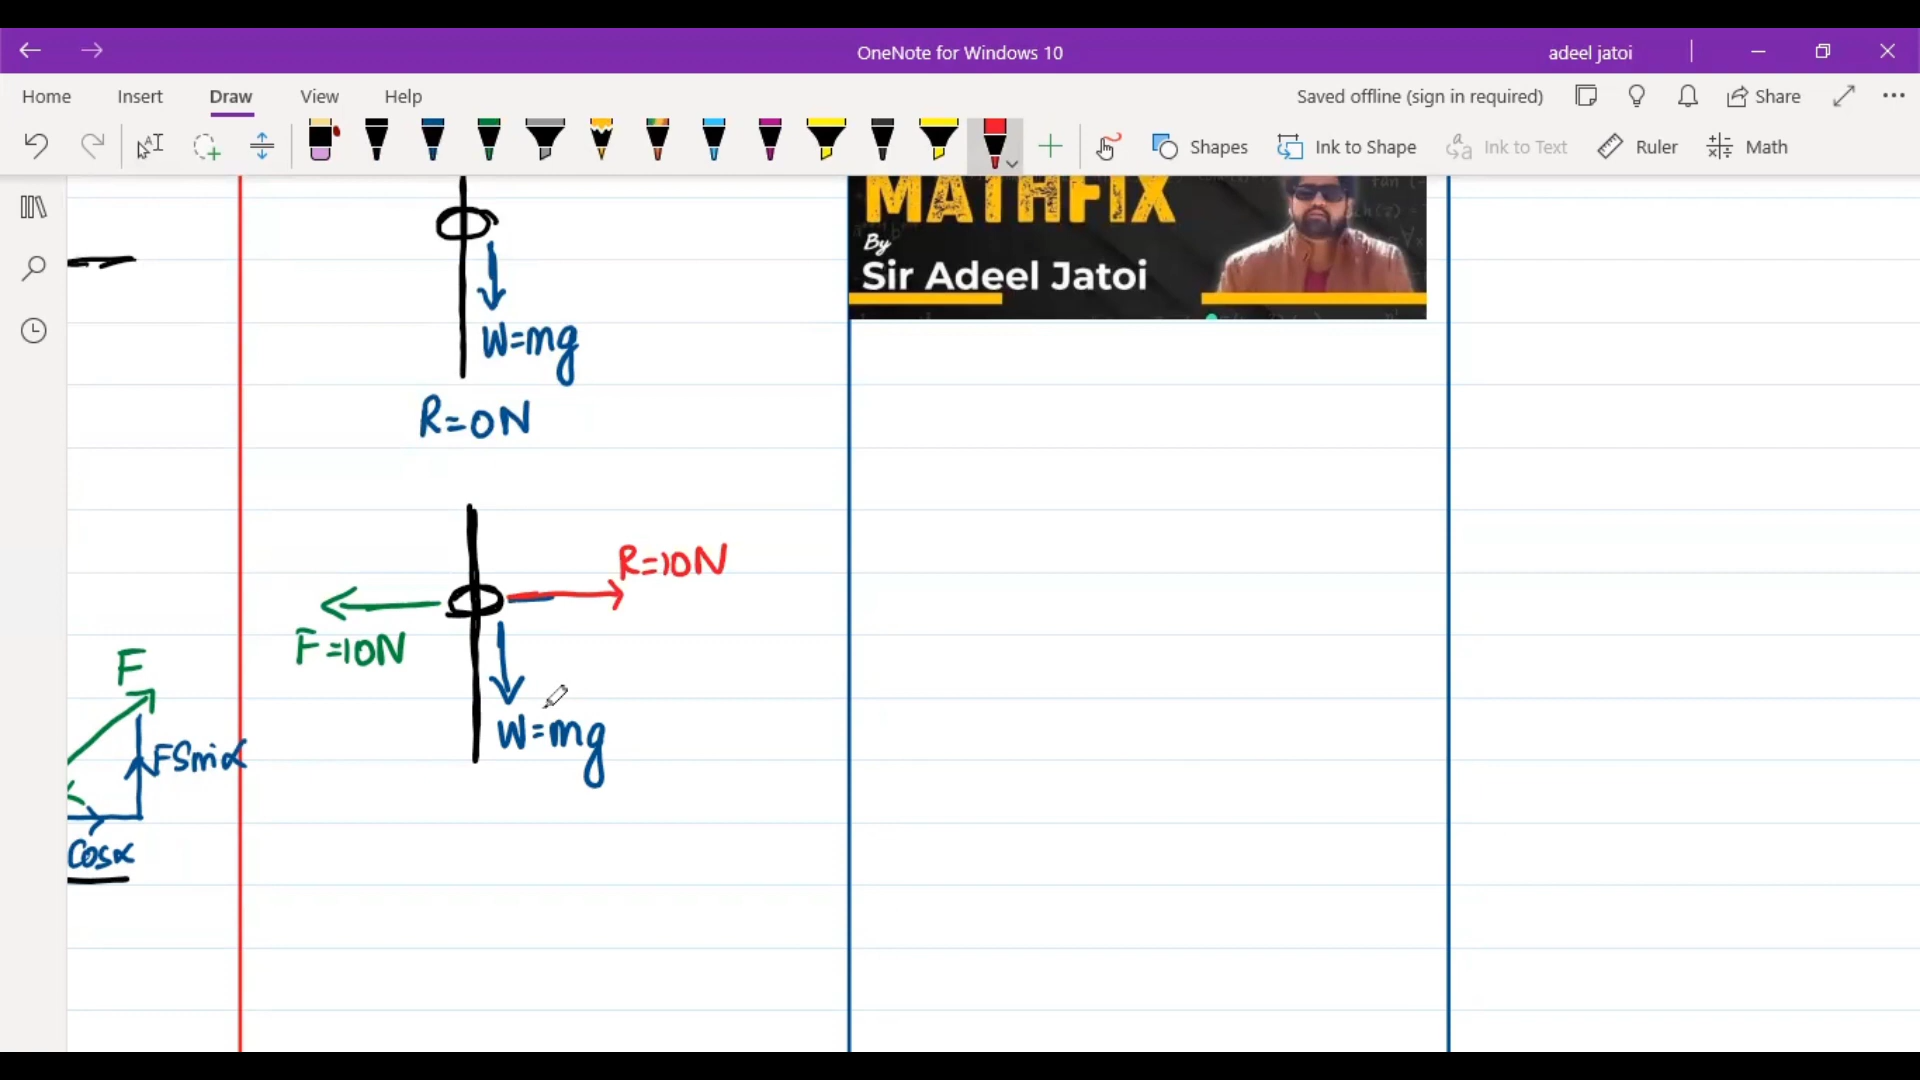 OneNote for Windows 10
adeel jatoi
Home Insert Draw View Help
Saved offline (sign in required)
Share
Shapes
Ink to Shape
Ink to Text
Ruler
Math
MATHFIX
By
Sir Adeel Jatoi
W=mg
R=0N
R=10N
F=10N
W=mg
F
FSinα
Cosα